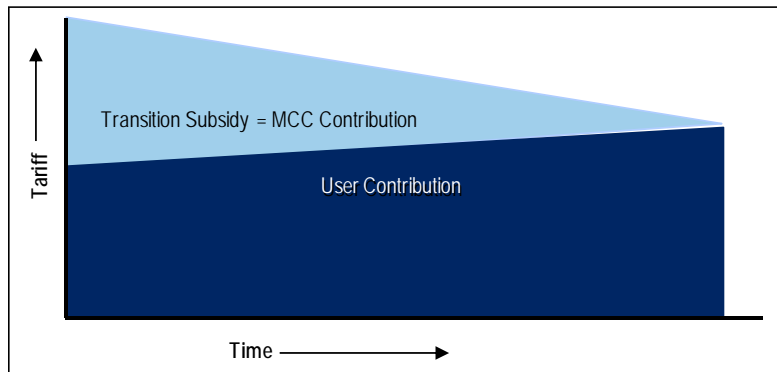 Transition Subsidy = MCC Contribution
User Contribution
Tariff
Time